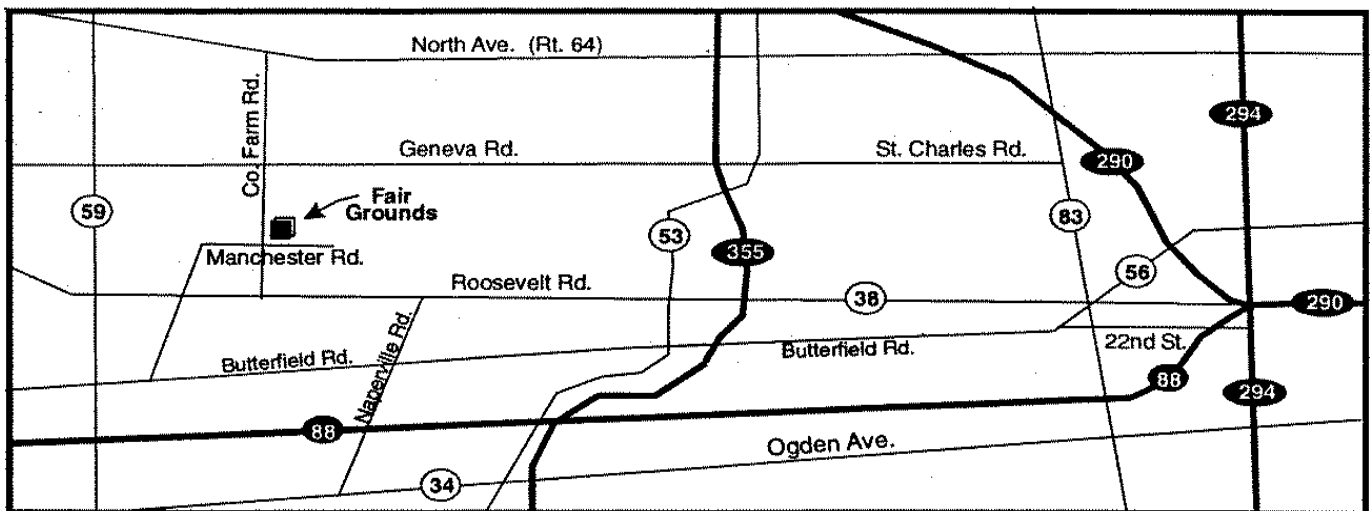 North Ave. (Rt. 64)
Co. Farm Rd.
294
Geneva Rd.
St. Charles Rd.
290
59
Fair
Grounds
83
53
355
Manchester Rd.
56
Roosevelt Rd.
38
290
Naperville Rd.
Butterfield Rd.
Butterfield Rd.
22nd St.
88
294
88
Ogden Ave.
34